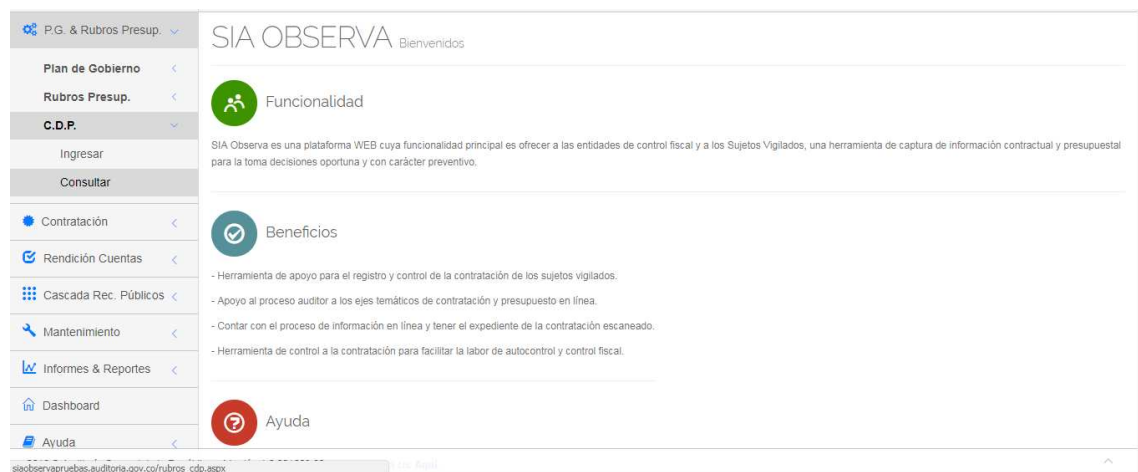 P.G. & Rubros Presup.
Plan de Gobierno
Rubros Presup.
C.D.P.
Ingresar
Consultar
Contratación
Rendición Cuentas
Cascada Rec. Públicos
Mantenimiento
Informes & Reportes
Dashboard
Ayuda
siaobservapruebas.auditoria.gov.co/rubros_cdp.aspx
SIA OBSERVA Bienvenidos
Funcionalidad
SIA Observa es una plataforma WEB cuya funcionalidad principal es ofrecer a las entidades de control fiscal y a los Sujetos Vigilados, una herramienta de captura de información contractual y presupuestal
para la toma decisiones oportuna y con carácter preventivo.
Beneficios
- Herramienta de apoyo para el registro y control de la contratación de los sujetos vigilados.
- Apoyo al proceso auditor a los ejes temáticos de contratación y presupuesto en línea.
- Contar con el proceso de información en línea y tener el expediente de la contratación escaneado.
- Herramienta de control a la contratación para facilitar la labor de autocontrol y control fiscal.
Ayuda